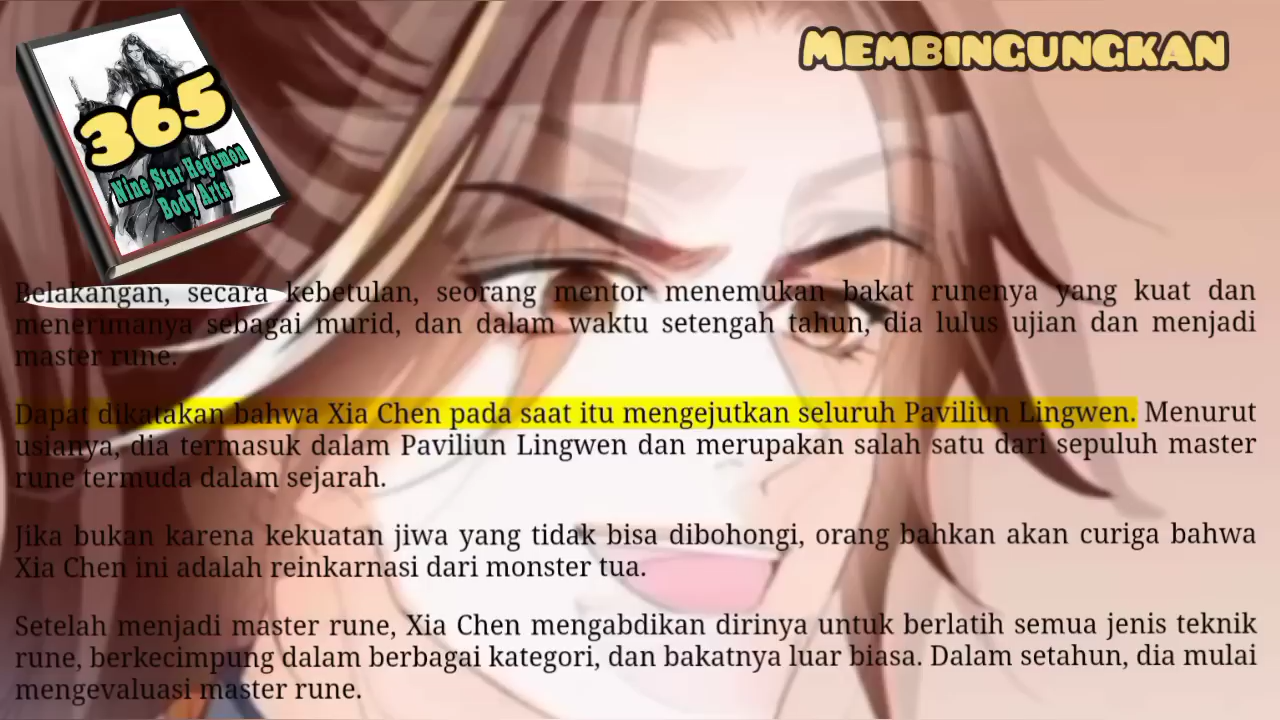 MEMBINGUNGKAN
365
Nine Star Hegemon
Body Arts
Belakangan, secara kebetulan, seorang mentor menemukan bakat runenya yang kuat dan
menerimanya sebagai murid, dan dalam waktu setengah tahun, dia lulus ujian dan menjadi
master rune.
Dapat dikatakan bahwa Xia Chen pada saat itu mengejutkan seluruh Paviliun Lingwen. Menurut
usianya, dia termasuk dalam Paviliun Lingwen dan merupakan salah satu dari sepuluh master
rune termuda dalam sejarah.
Jika bukan karena kekuatan jiwa yang tidak bisa dibohongi, orang bahkan akan curiga bahwa
Xia Chen ini adalah reinkarnasi dari monster tua.
Setelah menjadi master rune, Xia Chen mengabdikan dirinya untuk berlatih semua jenis teknik
rune, berkecimpung dalam berbagai kategori, dan bakatnya luar biasa. Dalam setahun, dia mulai
mengevaluasi master rune.